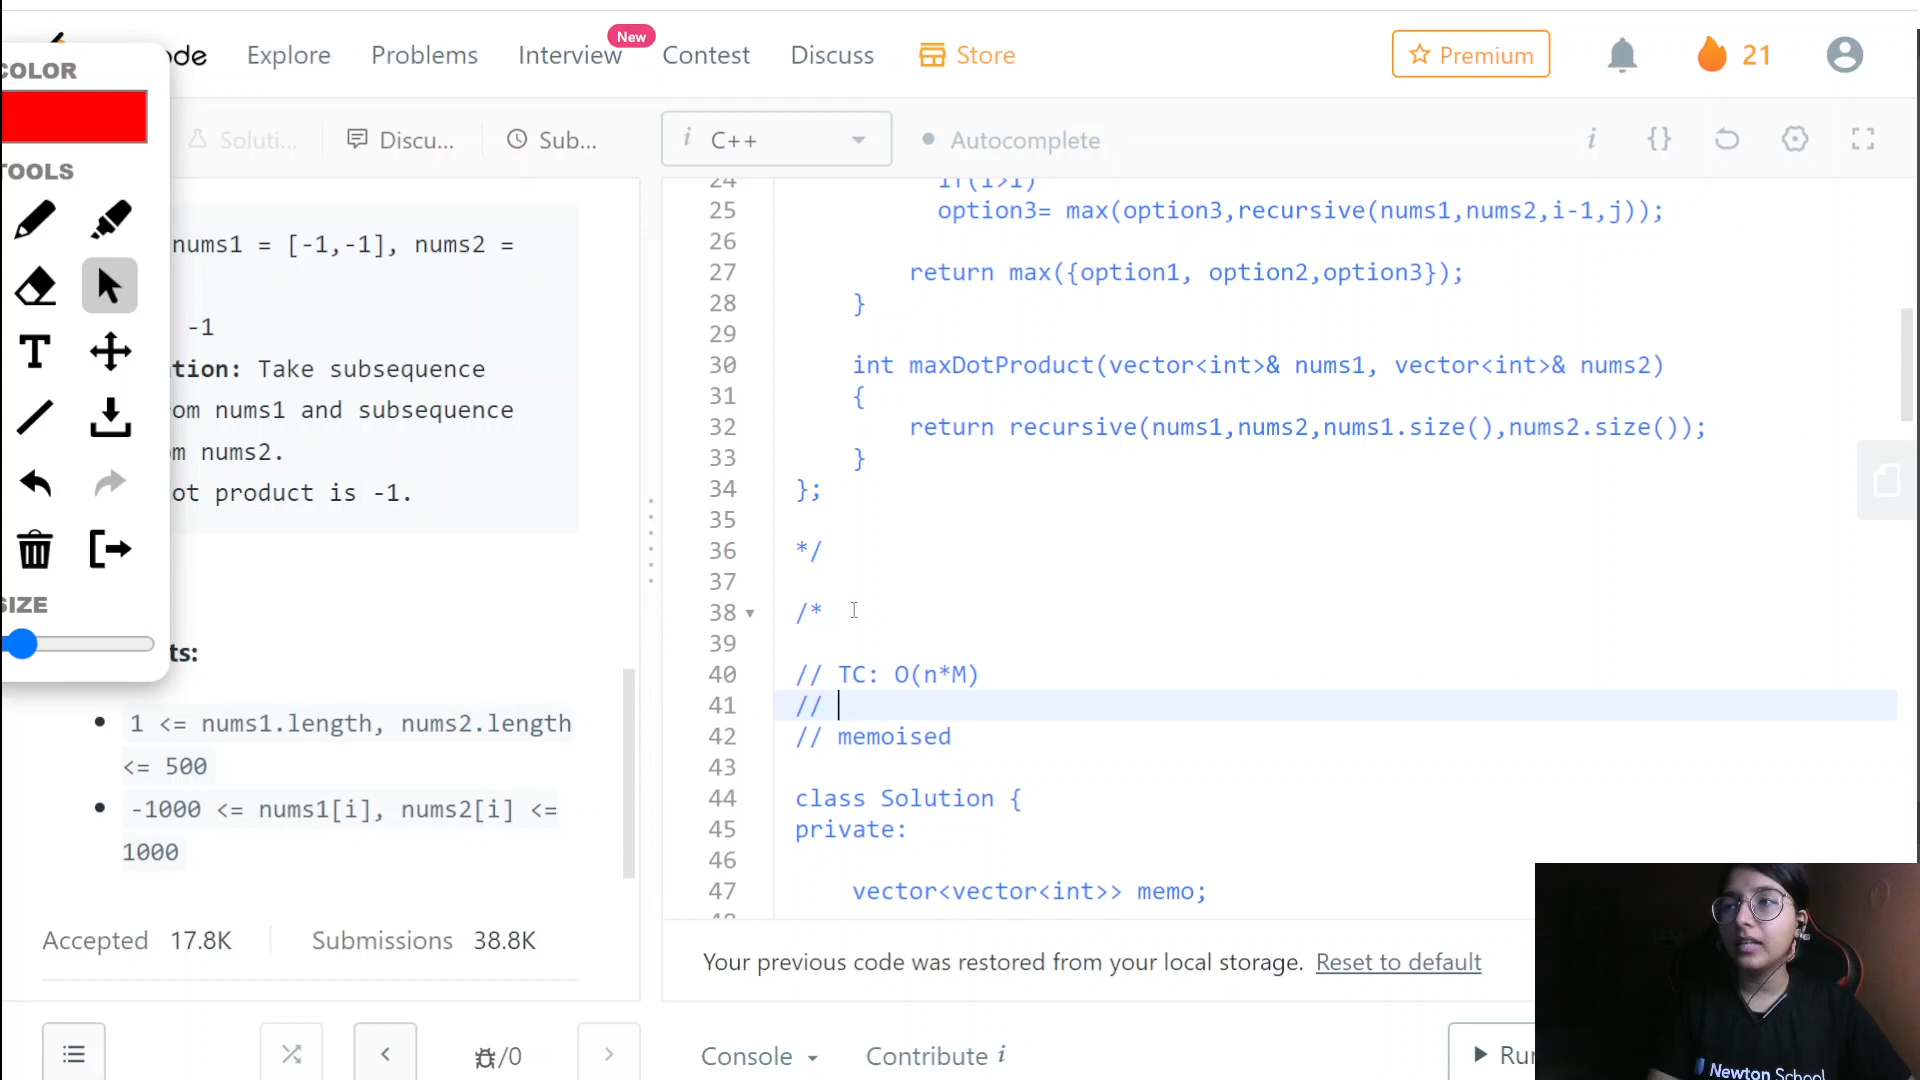 New
ode Explore Problems Interview Contest Discuss Store Premium 21
COLOR
Soluti... Discu... Sub... i C++ Autocomplete i {}
TOOLS
24
25 option3= max(option3,recursive(nums1,nums2,i-1,j));
nums1 = [-1,-1], nums2 =
26
27 return max({option1, option2,option3});
28 }
-1
29
tion: Take subsequence
30 int maxDotProduct(vector<int>& nums1, vector<int>& nums2)
om nums1 and subsequence
31 {
32 return recursive(nums1,nums2,nums1.size(),nums2.size());
om nums2.
33 }
ot product is -1.
34 };
35
36 */
37
SIZE
38 /*
39
ts:
40 // TC: O(n*M)
41 //
1 <= nums1.length, nums2.length
42 // memoised
<= 500
43
44 class Solution {
-1000 <= nums1[i], nums2[i] <=
45 private:
1000
46
47 vector<vector<int>> memo;
Accepted 17.8K Submissions 38.8K
Your previous code was restored from your local storage. Reset to default
/0 Console Contribute i Run
Newton School